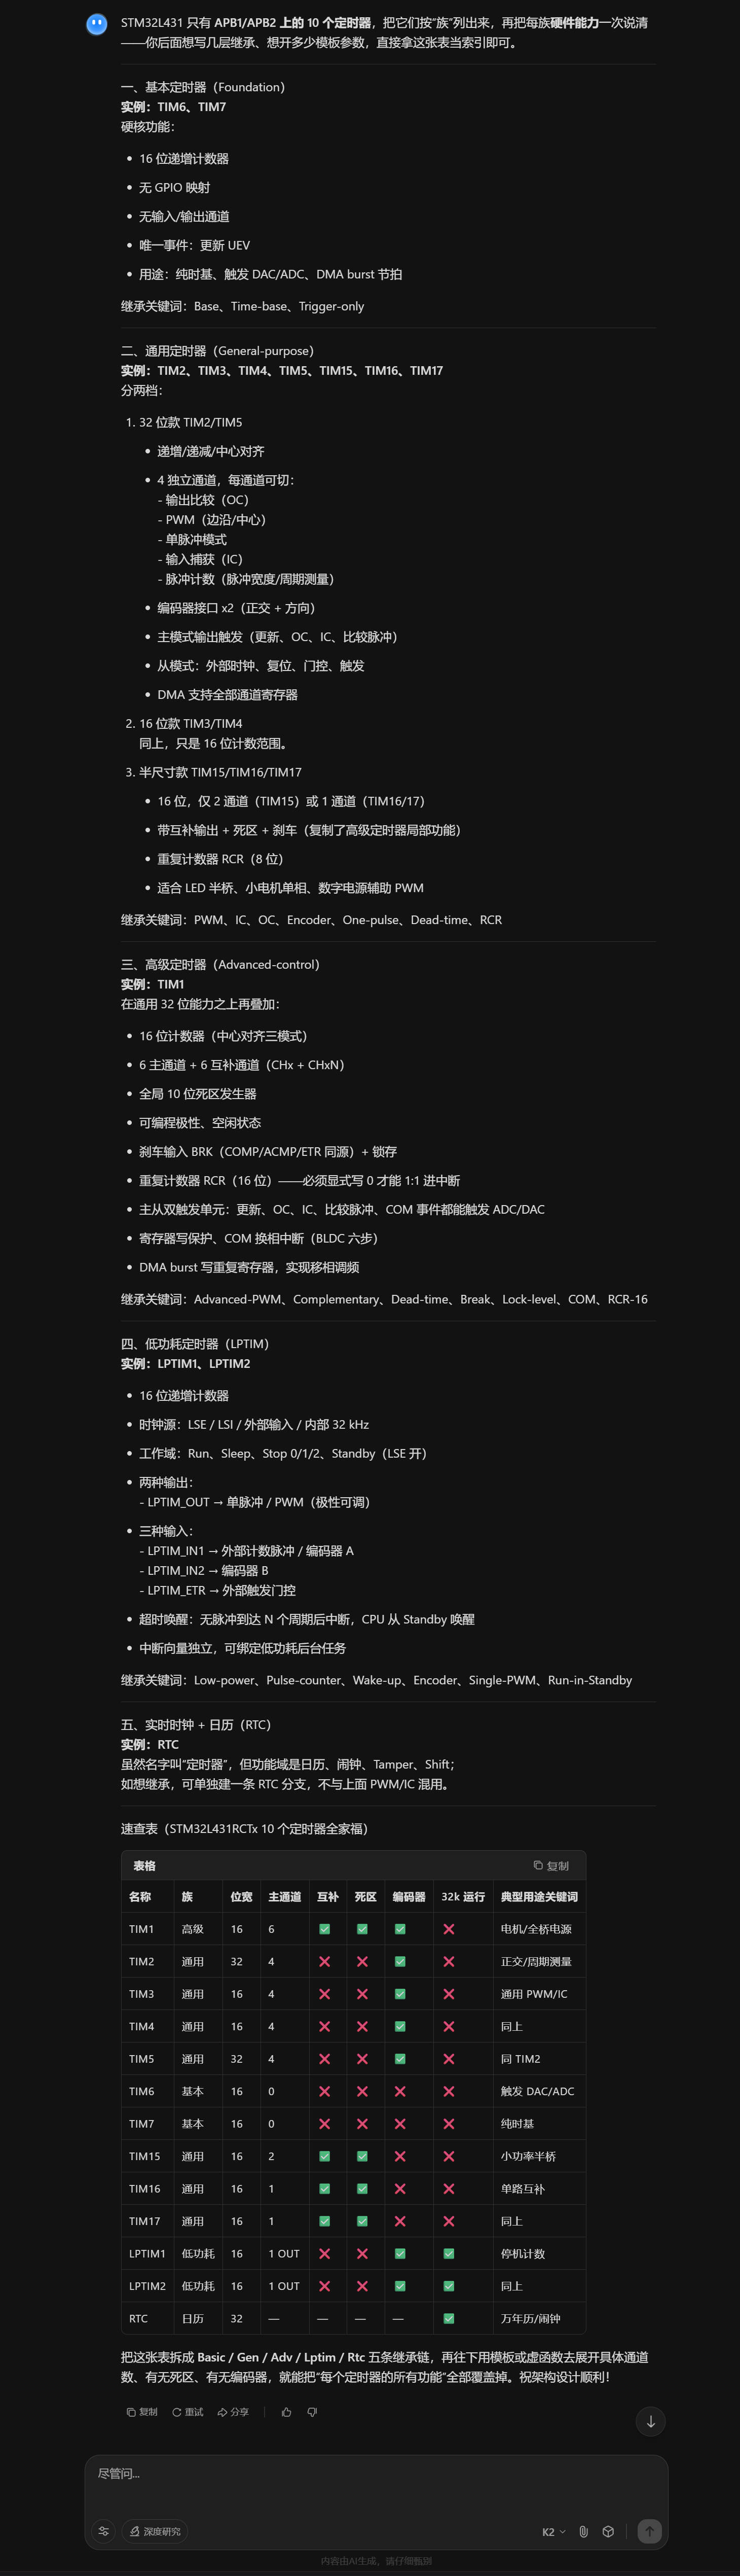 STM32L431 只有 APB1/APB2 上的 10 个定时器，把它们按“族”列出来，再把每族硬件能力一次说清
——你后面想写几层继承、想开多少模板参数，直接拿这张表当索引即可。
一、基本定时器（Foundation）
实例：TIM6、TIM7
硬核功能：
• 16 位递增计数器
• 无 GPIO 映射
• 无输入/输出通道
• 唯一事件：更新 UEV
• 用途：纯时基、触发 DAC/ADC、DMA burst 节拍
继承关键词：Base、Time-base、Trigger-only
二、通用定时器（General-purpose）
实例：TIM2、TIM3、TIM4、TIM5、TIM15、TIM16、TIM17
分两档：
1. 32 位款 TIM2/TIM5
• 递增/递减/中心对齐
• 4 独立通道，每通道可切：
- 输出比较（OC）
- PWM（边沿/中心）
- 单脉冲模式
- 输入捕获（IC）
- 脉冲计数（脉冲宽度/周期测量）
• 编码器接口 x2（正交 + 方向）
• 主模式输出触发（更新、OC、IC、比较脉冲）
• 从模式：外部时钟、复位、门控、触发
• DMA 支持全部通道寄存器
2. 16 位款 TIM3/TIM4
同上，只是 16 位计数范围。
3. 半尺寸款 TIM15/TIM16/TIM17
• 16 位，仅 2 通道（TIM15）或 1 通道（TIM16/17）
• 带互补输出 + 死区 + 刹车（复制了高级定时器局部功能）
• 重复计数器 RCR（8 位）
• 适合 LED 半桥、小电机单相、数字电源辅助 PWM
继承关键词：PWM、IC、OC、Encoder、One-pulse、Dead-time、RCR
三、高级定时器（Advanced-control）
实例：TIM1
在通用 32 位能力之上再叠加：
• 16 位计数器（中心对齐三模式）
• 6 主通道 + 6 互补通道（CHx + CHxN）
• 全局 10 位死区发生器
• 可编程极性、空闲状态
• 刹车输入 BRK（COMP/ACMP/ETR 同源）+ 锁存
• 重复计数器 RCR（16 位）——必须显式写 0 才能 1:1 进中断
• 主从双触发单元：更新、OC、IC、比较脉冲、COM 事件都能触发 ADC/DAC
• 寄存器写保护、COM 换相中断（BLDC 六步）
• DMA burst 写重复寄存器，实现移相调频
继承关键词：Advanced-PWM、Complementary、Dead-time、Break、Lock-level、COM、RCR-16
四、低功耗定时器（LPTIM）
实例：LPTIM1、LPTIM2
• 16 位递增计数器
• 时钟源：LSE / LSI / 外部输入 / 内部 32 kHz
• 工作域：Run、Sleep、Stop 0/1/2、Standby（LSE 开）
• 两种输出：
- LPTIM_OUT → 单脉冲 / PWM（极性可调）
• 三种输入：
- LPTIM_IN1 → 外部计数脉冲 / 编码器 A
- LPTIM_IN2 → 编码器 B
- LPTIM_ETR → 外部触发门控
• 超时唤醒：无脉冲到达 N 个周期后中断，CPU 从 Standby 唤醒
• 中断向量独立，可绑定低功耗后台任务
继承关键词：Low-power、Pulse-counter、Wake-up、Encoder、Single-PWM、Run-in-Standby
五、实时时钟 + 日历（RTC）
实例：RTC
虽然名字叫“定时器”，但功能域是日历、闹钟、Tamper、Shift；
如想继承，可单独建一条 RTC 分支，不与上面 PWM/IC 混用。
速查表（STM32L431RCTx 10 个定时器全家福）
表格 复制
名称 族 位宽 主通道 互补 死区 编码器 32k 运行 典型用途关键词
TIM1 高级 16 6 ✅ ✅ ✅ ❌ 电机/全桥电源
TIM2 通用 32 4 ❌ ❌ ✅ ❌ 正交/周期测量
TIM3 通用 16 4 ❌ ❌ ✅ ❌ 通用 PWM/IC
TIM4 通用 16 4 ❌ ❌ ✅ ❌ 同上
TIM5 通用 32 4 ❌ ❌ ✅ ❌ 同 TIM2
TIM6 基本 16 0 ❌ ❌ ❌ ❌ 触发 DAC/ADC
TIM7 基本 16 0 ❌ ❌ ❌ ❌ 纯时基
TIM15 通用 16 2 ✅ ✅ ❌ ❌ 小功率半桥
TIM16 通用 16 1 ✅ ✅ ❌ ❌ 单路互补
TIM17 通用 16 1 ✅ ✅ ❌ ❌ 同上
LPTIM1 低功耗 16 1 OUT ❌ ❌ ✅ ✅ 停机计数
LPTIM2 低功耗 16 1 OUT ❌ ❌ ✅ ✅ 同上
RTC 日历 32 — — — — ✅ 万年历/闹钟
把这张表拆成 Basic / Gen / Adv / Lptim / Rtc 五条继承链，再往下用模板或虚函数去展开具体通道
数、有无死区、有无编码器，就能把“每个定时器的所有功能”全部覆盖掉。祝架构设计顺利！
复制 重试 分享
尽管问...
深度研究 K2
内容由AI生成，请仔细甄别